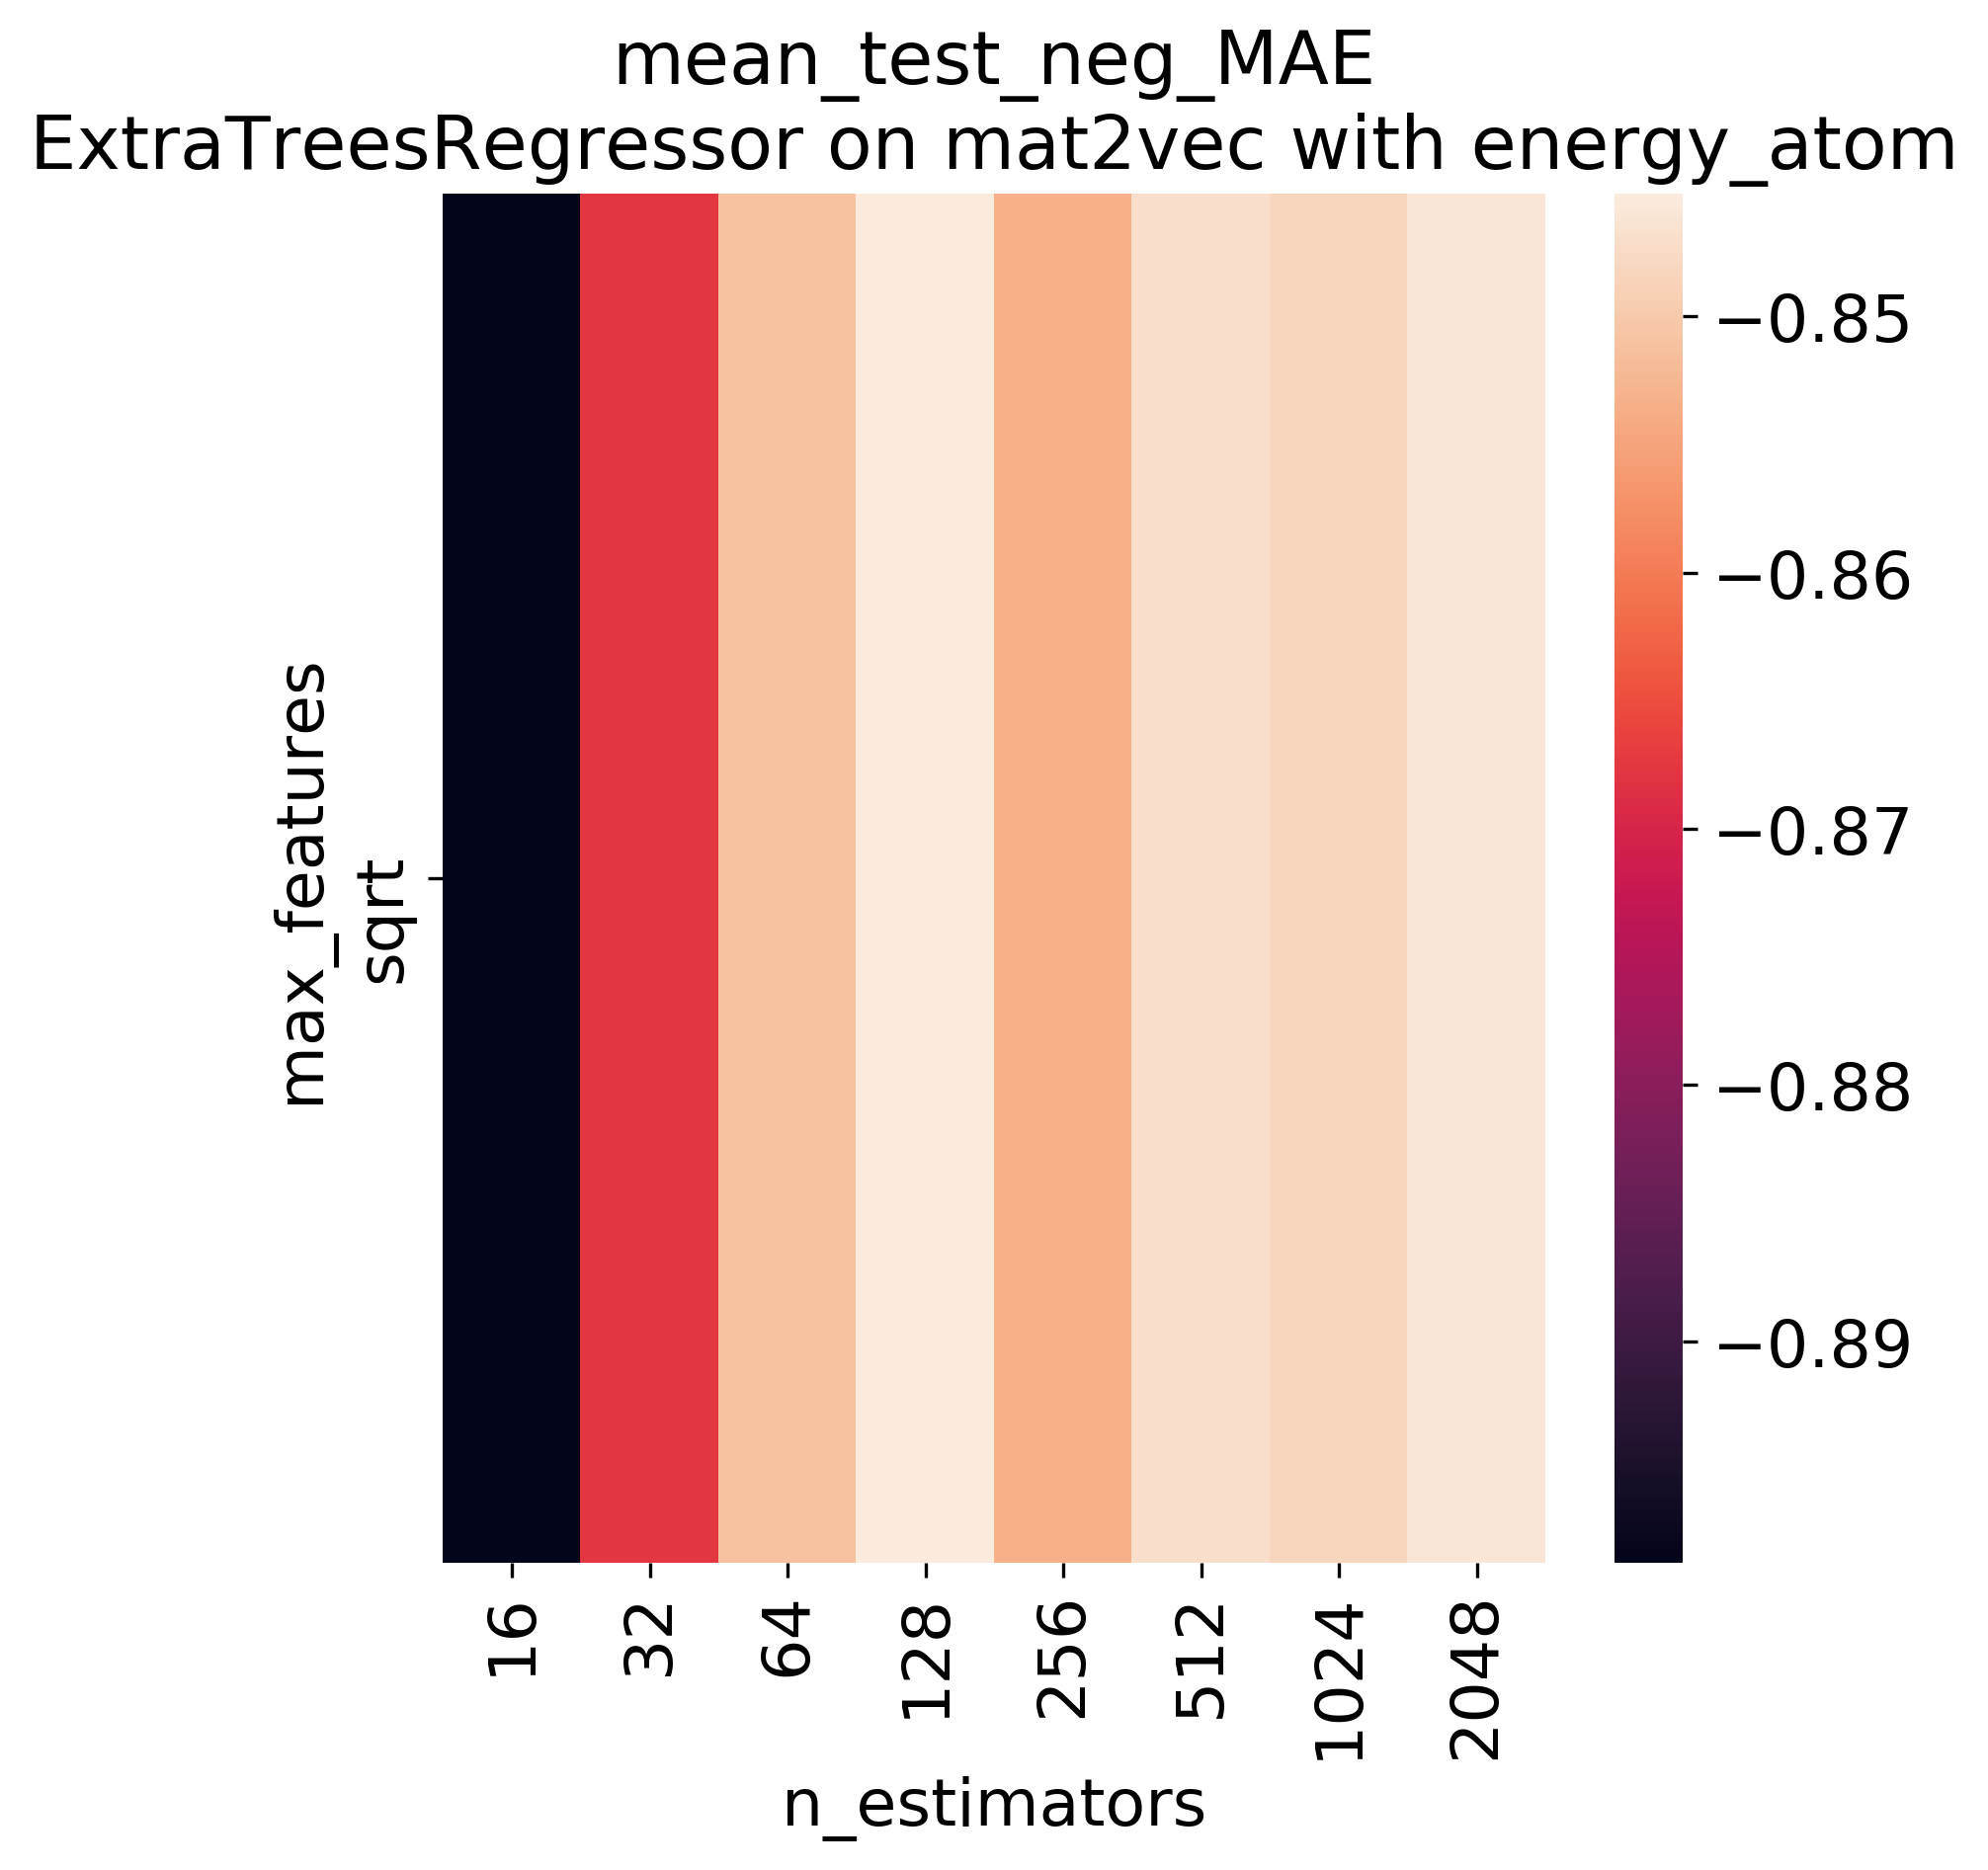 mean_test_neg_MAE
ExtraTreesRegressor on mat2vec with energy_atom
max_features
sqrt
16
32
64
128
256
512
1024
2048
n_estimators
−0.85
−0.86
−0.87
−0.88
−0.89